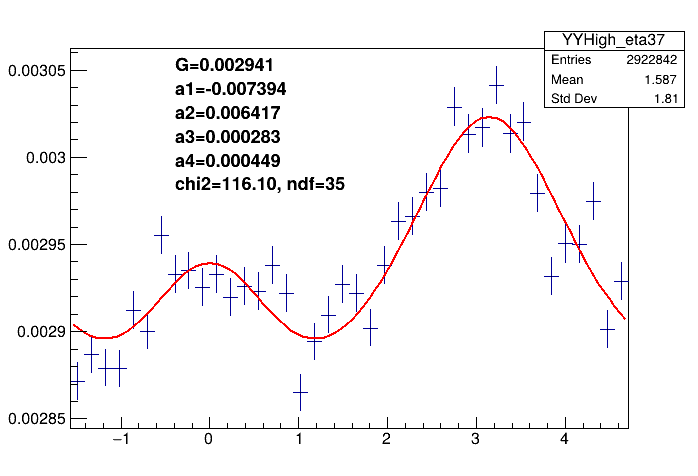 YYHigh_eta37
Entries 2922842
Mean 1.587
Std Dev 1.81
G=0.002941
a1=-0.007394
a2=0.006417
a3=0.000283
a4=0.000449
chi2=116.10, ndf=35
0.00305
0.003
0.00295
0.0029
0.00285
−1 0 1 2 3 4